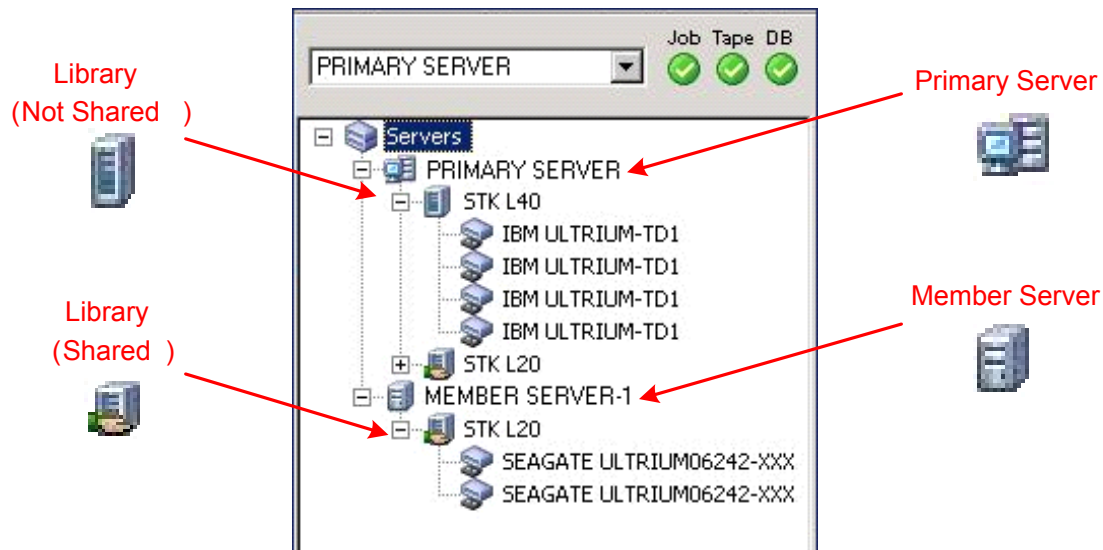 Job Tape DB
PRIMARY SERVER
Library
(Not Shared )
Primary Server
Servers
PRIMARY SERVER
STK L40
IBM ULTRIUM-TD1
IBM ULTRIUM-TD1
IBM ULTRIUM-TD1
IBM ULTRIUM-TD1
STK L20
Library
(Shared )
Member Server
MEMBER SERVER-1
STK L20
SEAGATE ULTRIUM06242-XXX
SEAGATE ULTRIUM06242-XXX